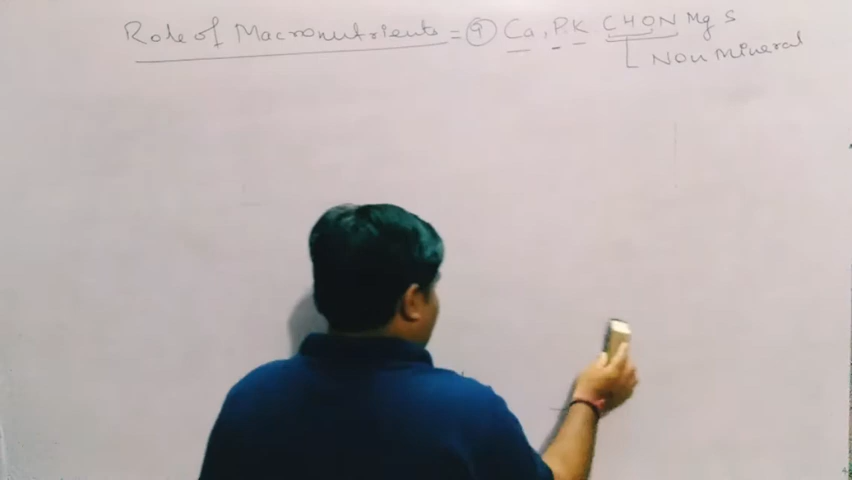 Role of Macronutrients = ⑨ Ca, P, K CHON Mg S
Non Mineral